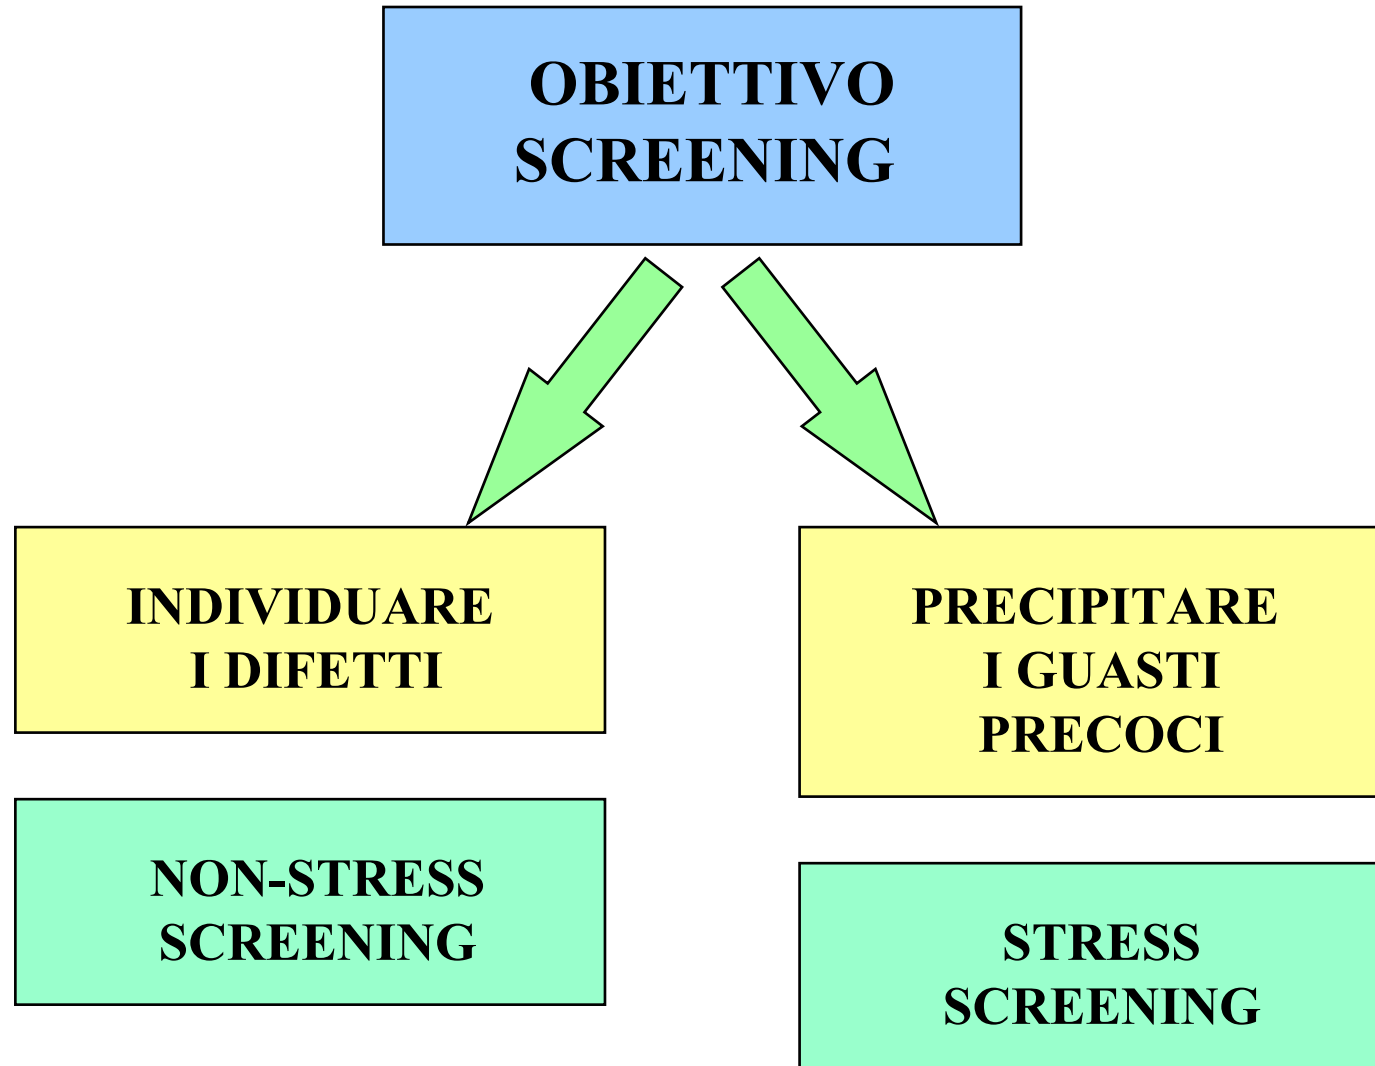 OBIETTIVO
SCREENING
INDIVIDUARE
I DIFETTI
NON-STRESS
SCREENING
PRECIPITARE
I GUASTI
PRECOCI
STRESS
SCREENING